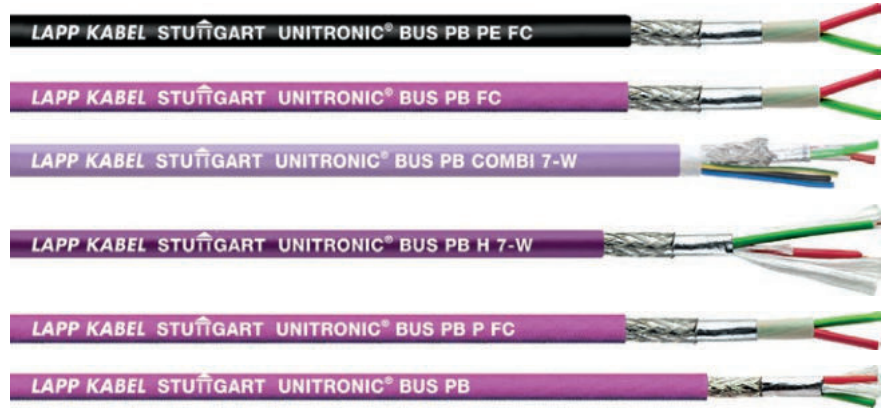 LAPP KABEL STUTTGART UNITRONIC® BUS PB PE FC
LAPP KABEL STUTTGART UNITRONIC® BUS PB FC
LAPP KABEL STUTTGART UNITRONIC® BUS PB COMBI 7-W
LAPP KABEL STUTTGART UNITRONIC® BUS PB H 7-W
LAPP KABEL STUTTGART UNITRONIC® BUS PB P FC
LAPP KABEL STUTTGART UNITRONIC® BUS PB